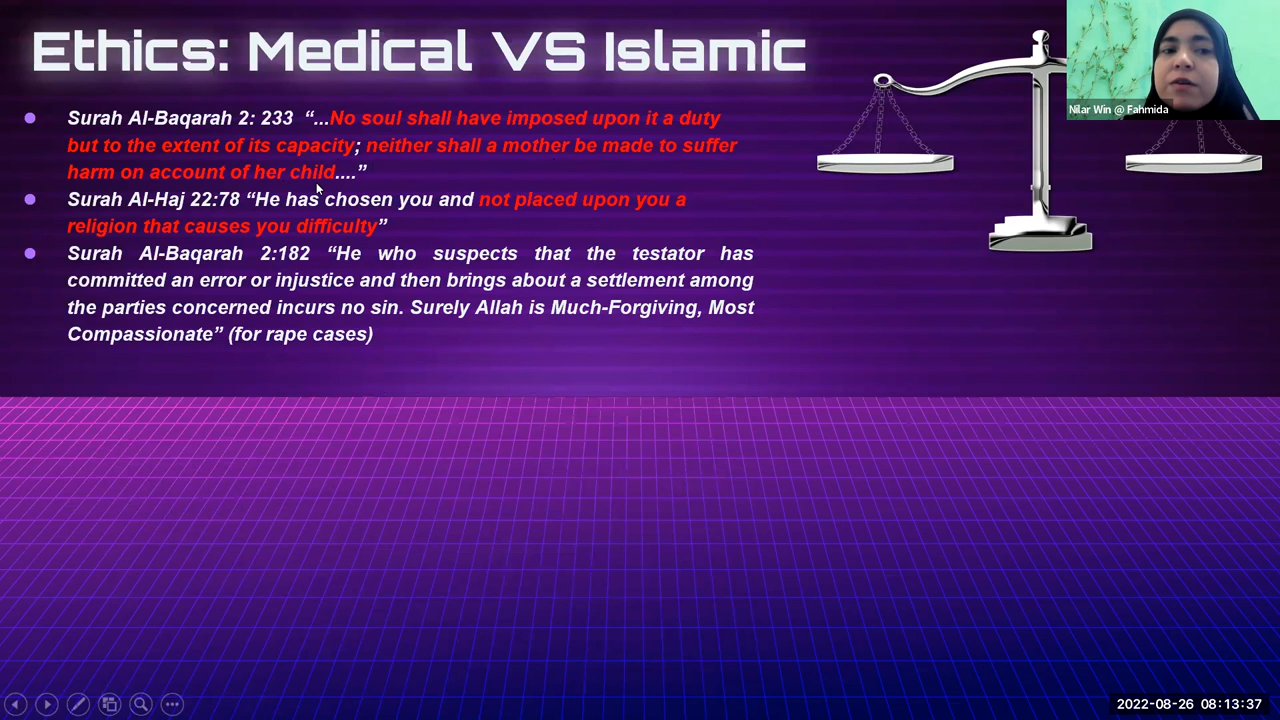 Ethics: Medical VS Islamic
Nilar Win @ Fahmida
Surah Al-Baqarah 2: 233 “...No soul shall have imposed upon it a duty
but to the extent of its capacity; neither shall a mother be made to suffer
harm on account of her child....”
Surah Al-Haj 22:78 “He has chosen you and not placed upon you a
religion that causes you difficulty”
Surah Al-Baqarah 2:182 “He who suspects that the testator has
committed an error or injustice and then brings about a settlement among
the parties concerned incurs no sin. Surely Allah is Much-Forgiving, Most
Compassionate” (for rape cases)
2022-08-26 08:13:37